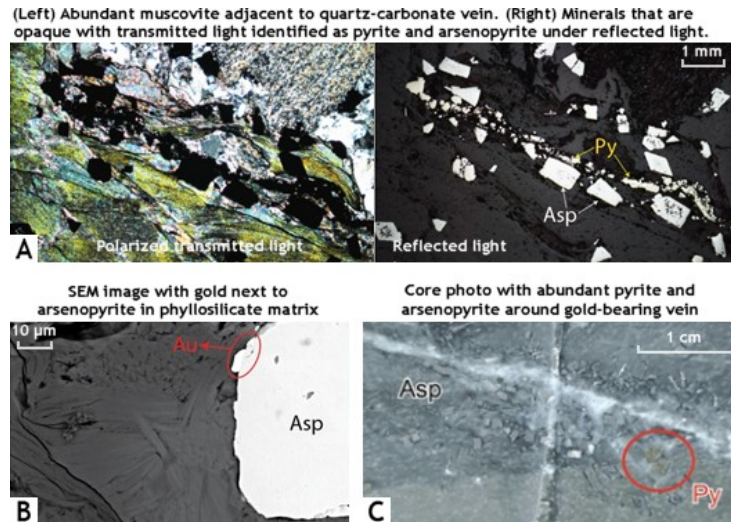 (Left) Abundant muscovite adjacent to quartz-carbonate vein. (Right) Minerals that are
opaque with transmitted light identified as pyrite and arsenopyrite under reflected light.
1 mm
Py
Asp
A
Polarized transmitted light
Reflected light
SEM image with gold next to
arsenopyrite in phyllosilicate matrix
10 µm
Au
Asp
B
Core photo with abundant pyrite and
arsenopyrite around gold-bearing vein
1 cm
Asp
Py
C